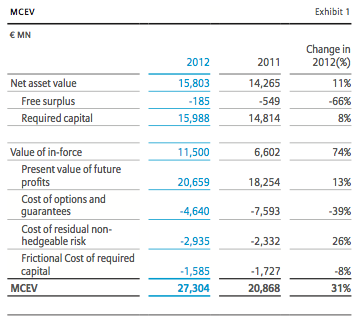 MCEV Exhibit 1
€ MN
Change in
2012 2011 2012(%)
Net asset value 15,803 14,265 11%
Free surplus -185 -549 -66%
Required capital 15,988 14,814 8%
Value of in-force 11,500 6,602 74%
Present value of future
profits 20,659 18,254 13%
Cost of options and
guarantees -4,640 -7,593 -39%
Cost of residual non-
hedgeable risk -2,935 -2,332 26%
Frictional Cost of required
capital -1,585 -1,727 -8%
MCEV 27,304 20,868 31%